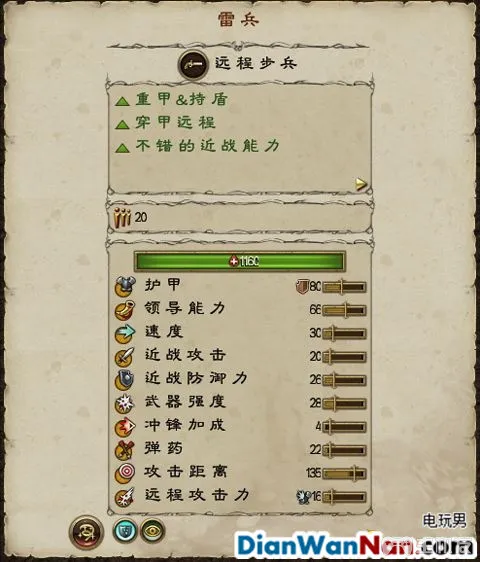 雷兵
远程步兵
重甲&持盾
穿甲远程
不错的近战能力
20
1160
护甲 80
领导能力 66
速度 30
近战攻击 20
近战防御力 26
武器强度 28
冲锋加成 4
弹药 22
攻击距离 135
远程攻击力 16
电玩男
DianWanNan.com